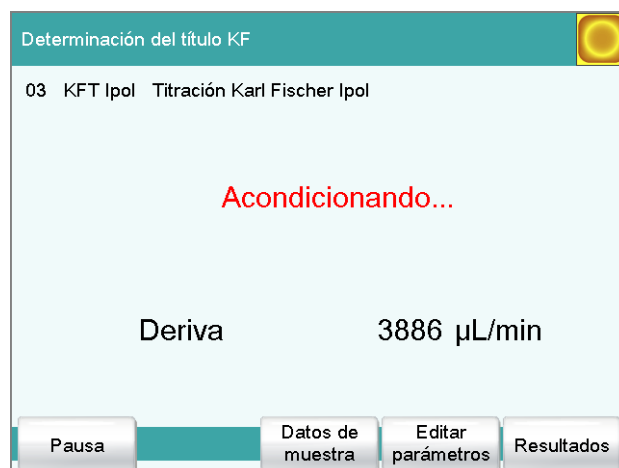 Determinación del título KF
03 KFT Ipol Titración Karl Fischer Ipol
Acondicionando...
Deriva 3886 µL/min
Pausa
Datos de
muestra
Editar
parámetros
Resultados